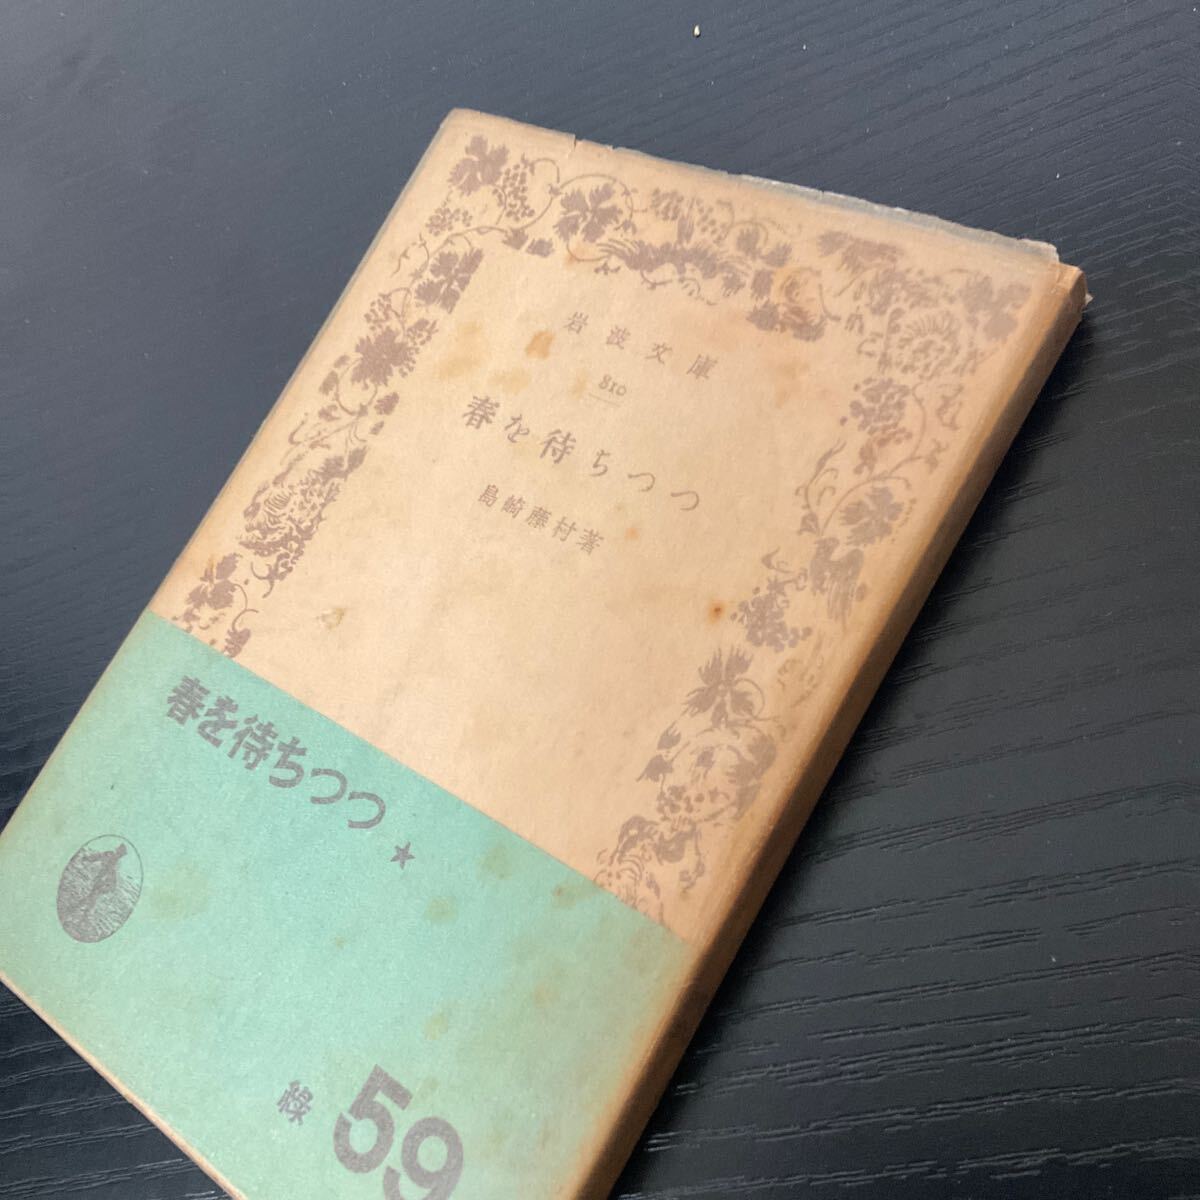 岩波文庫
810
春を待ちつつ
島崎藤村著
春を待ちつつ ★
緑 59